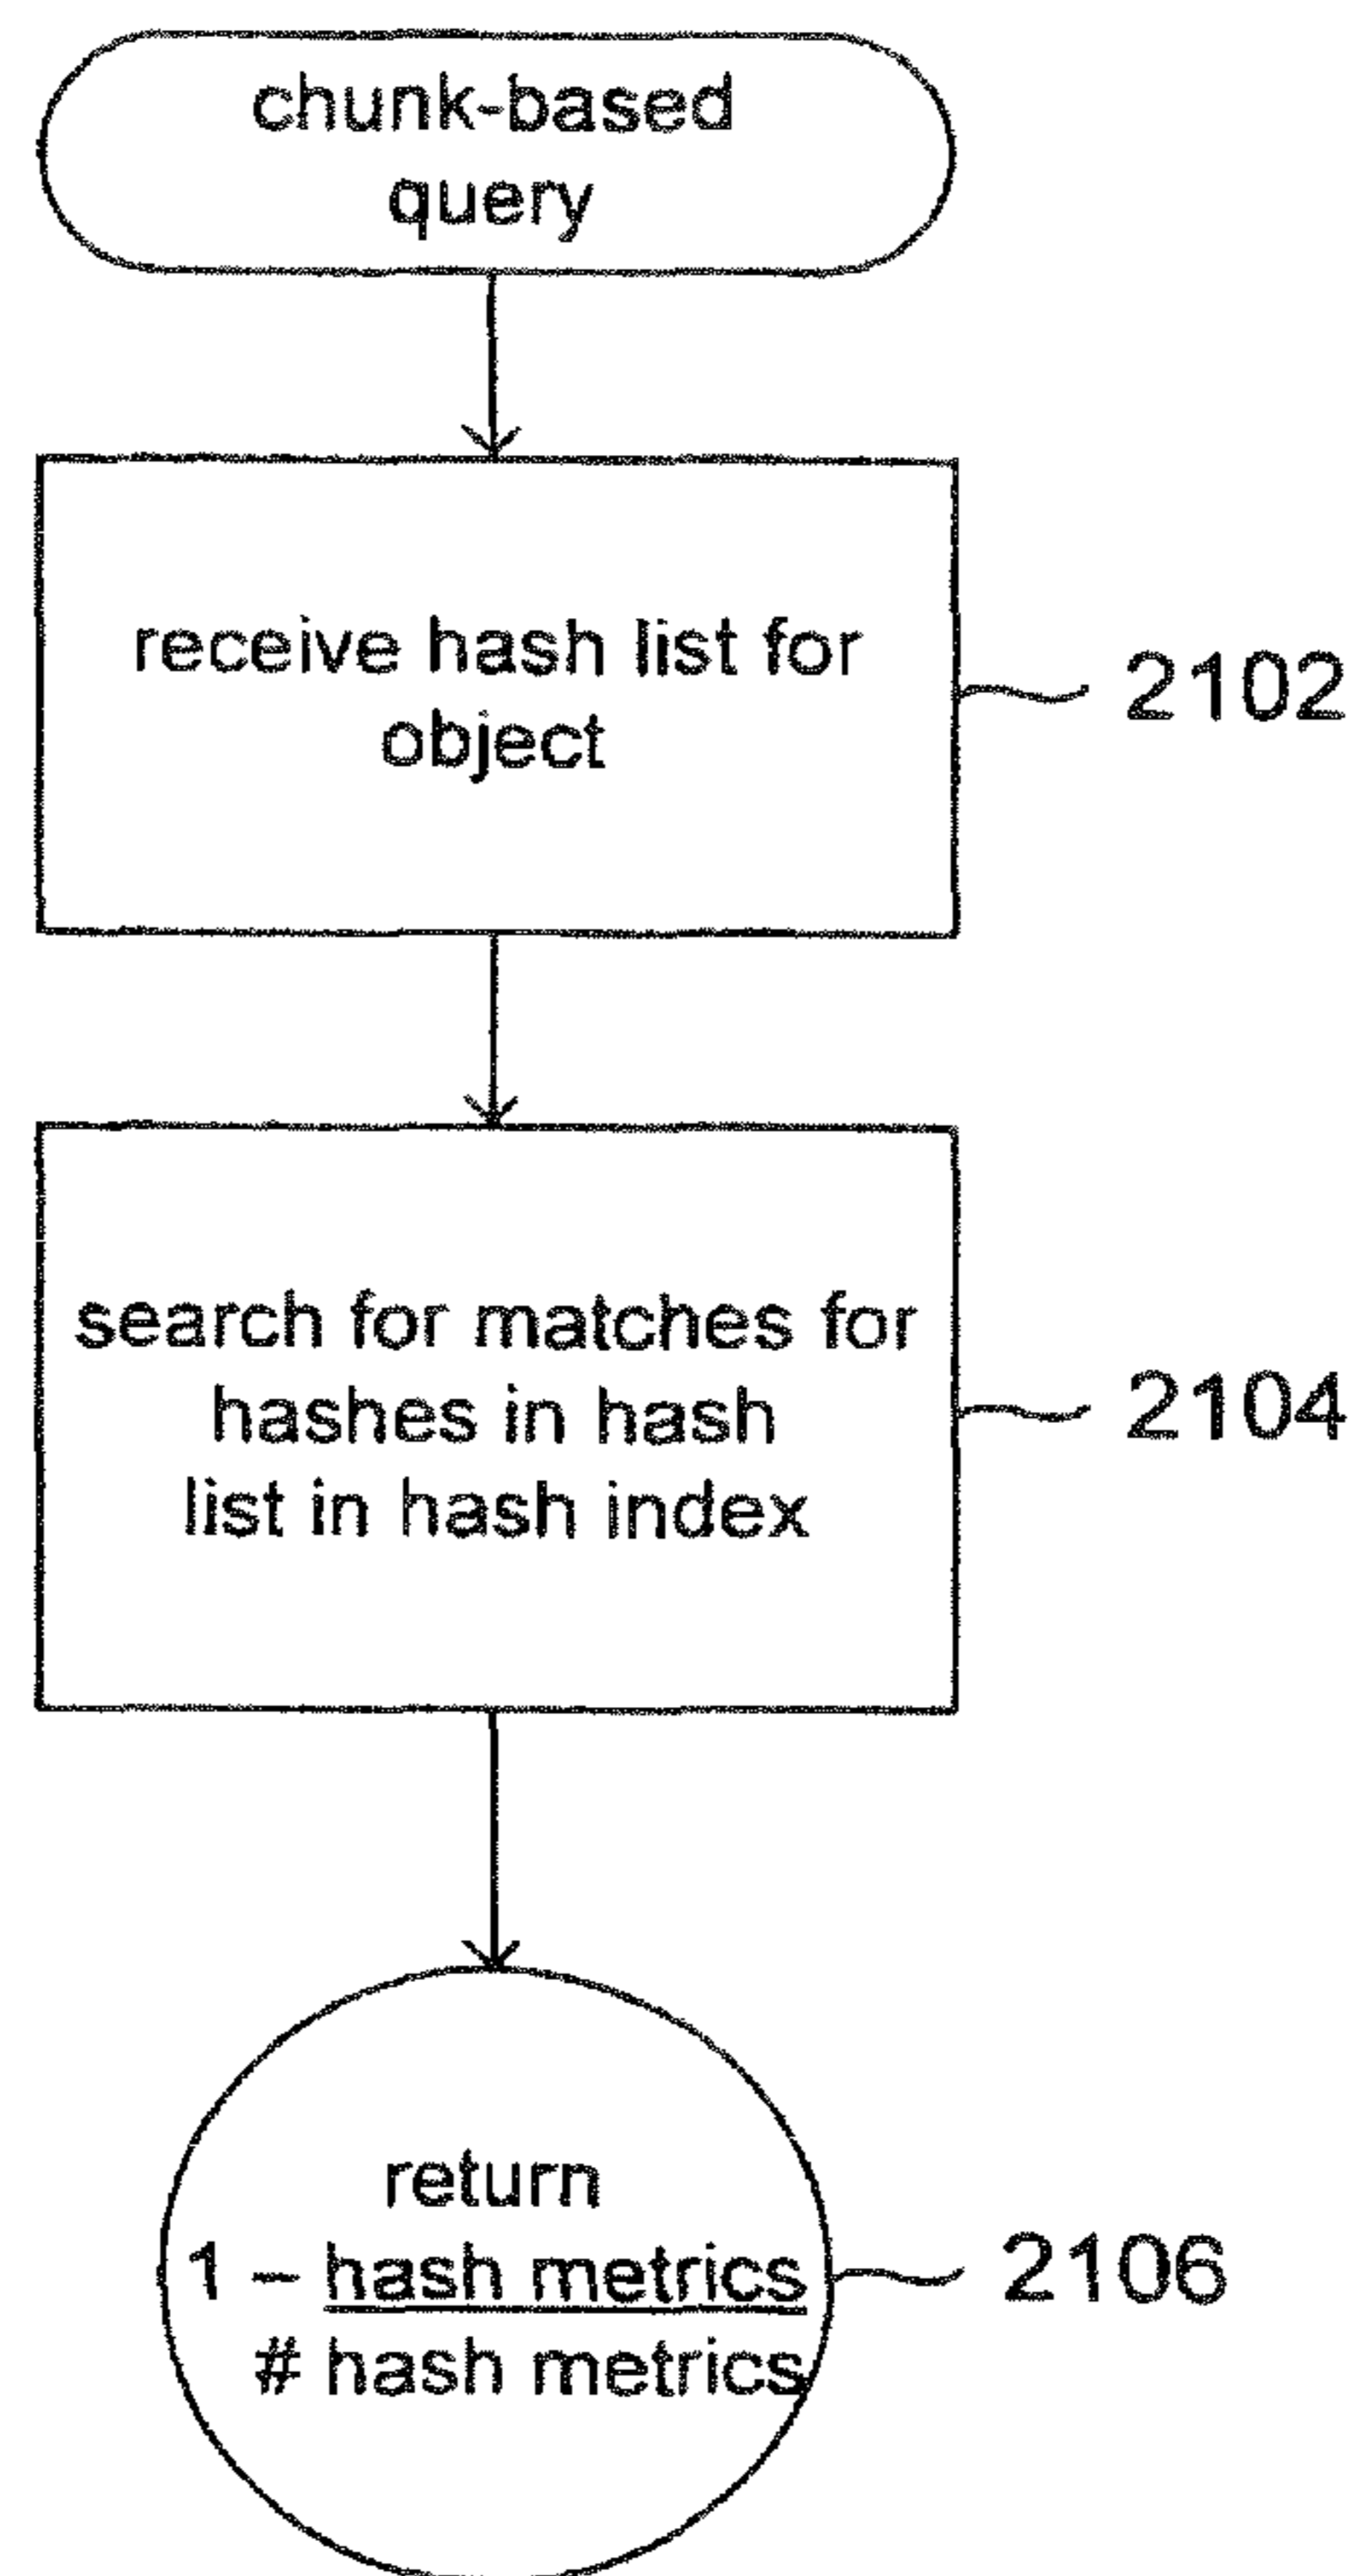 chunk-based
query
receive hash list for
object
2102
search for matches for
hashes in hash
list in hash index
2104
return
1 – hash metrics
# hash metrics
2106